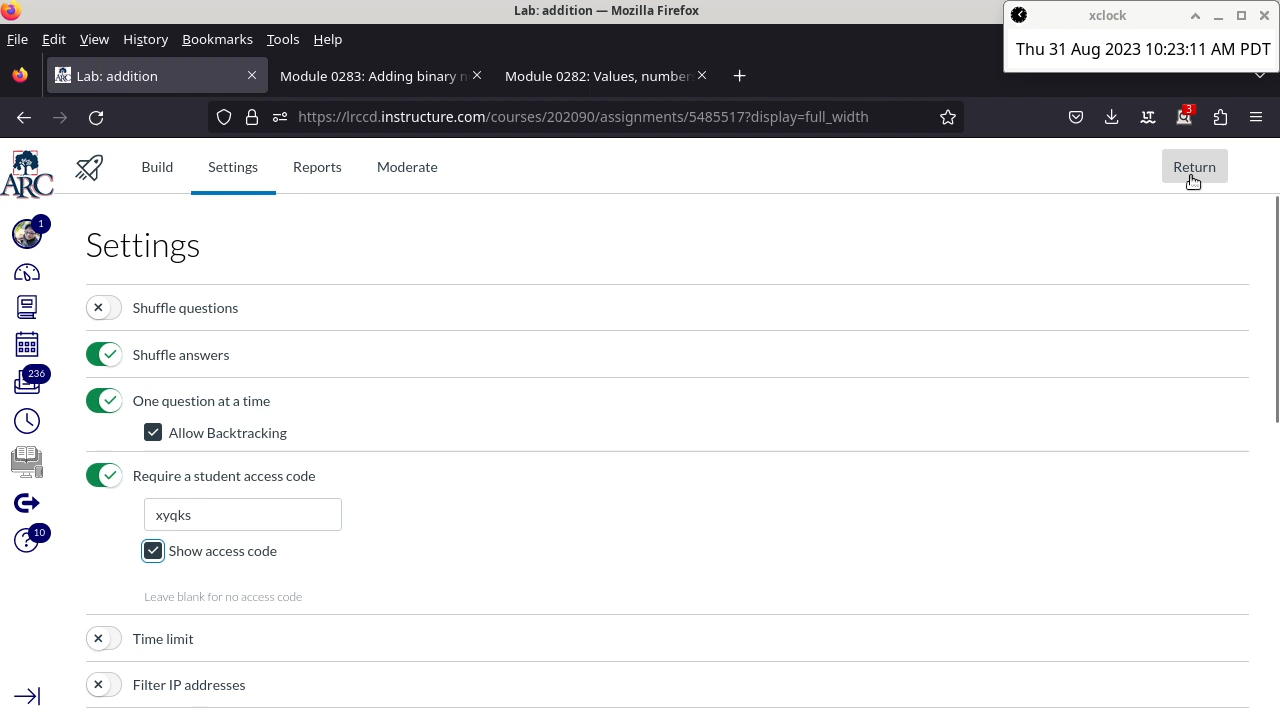 Lab: addition — Mozilla Firefox
xclock
Thu 31 Aug 2023 10:23:11 AM PDT
File Edit View History Bookmarks Tools Help
Lab: addition
Module 0283: Adding binary n
Module 0282: Values, number
https://lrccd.instructure.com/courses/202090/assignments/5485517?display=full_width
3
ARC
Build Settings Reports Moderate Return
1
236
10
Settings
Shuffle questions
Shuffle answers
One question at a time
Allow Backtracking
Require a student access code
xyqks
Show access code
Leave blank for no access code
Time limit
Filter IP addresses